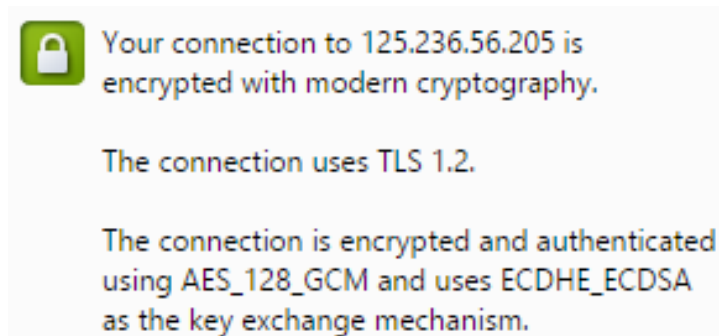 Your connection to 125.236.56.205 is
encrypted with modern cryptography.
The connection uses TLS 1.2.
The connection is encrypted and authenticated
using AES_128_GCM and uses ECDHE_ECDSA
as the key exchange mechanism.